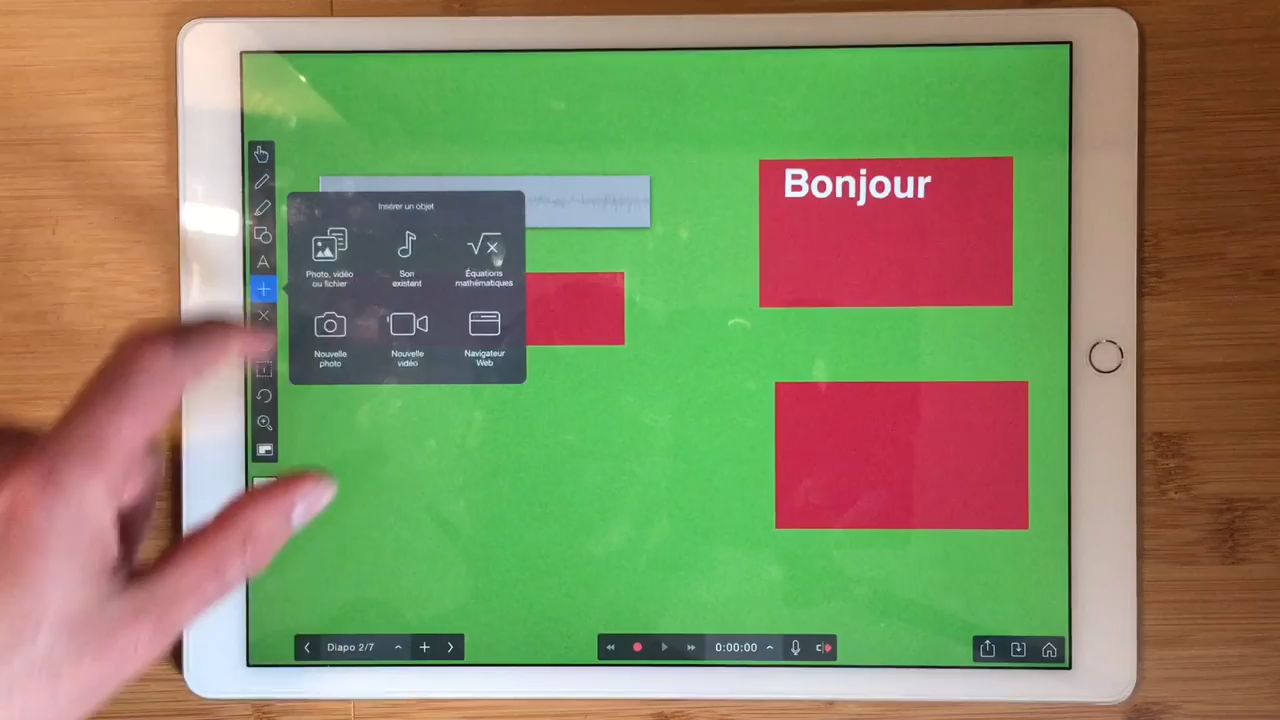 Bonjour
Insérer un objet
Photo, vidéo
ou fichier
Son
existant
Équations
mathématiques
Nouvelle
photo
Nouvelle
vidéo
Navigateur
Web
Diapo 2/7
0:00:00